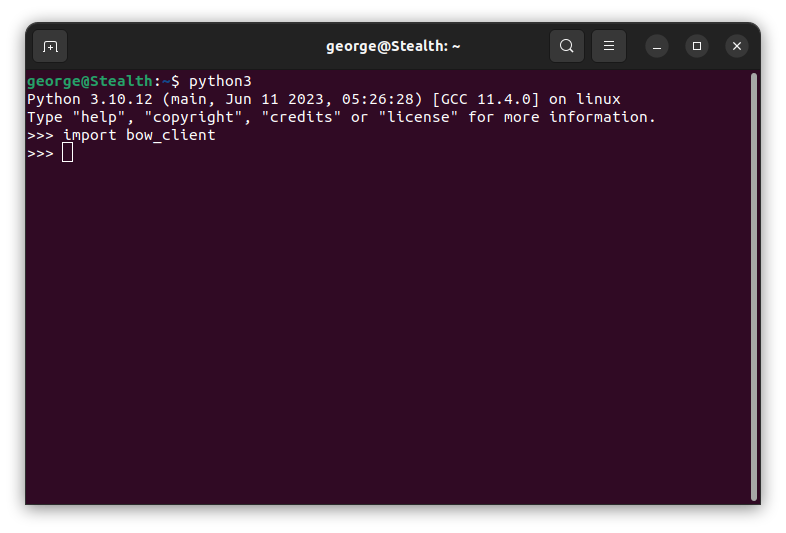 george@Stealth: ~
george@Stealth:~$ python3
Python 3.10.12 (main, Jun 11 2023, 05:26:28) [GCC 11.4.0] on linux
Type "help", "copyright", "credits" or "license" for more information.
>>> import bow_client
>>>